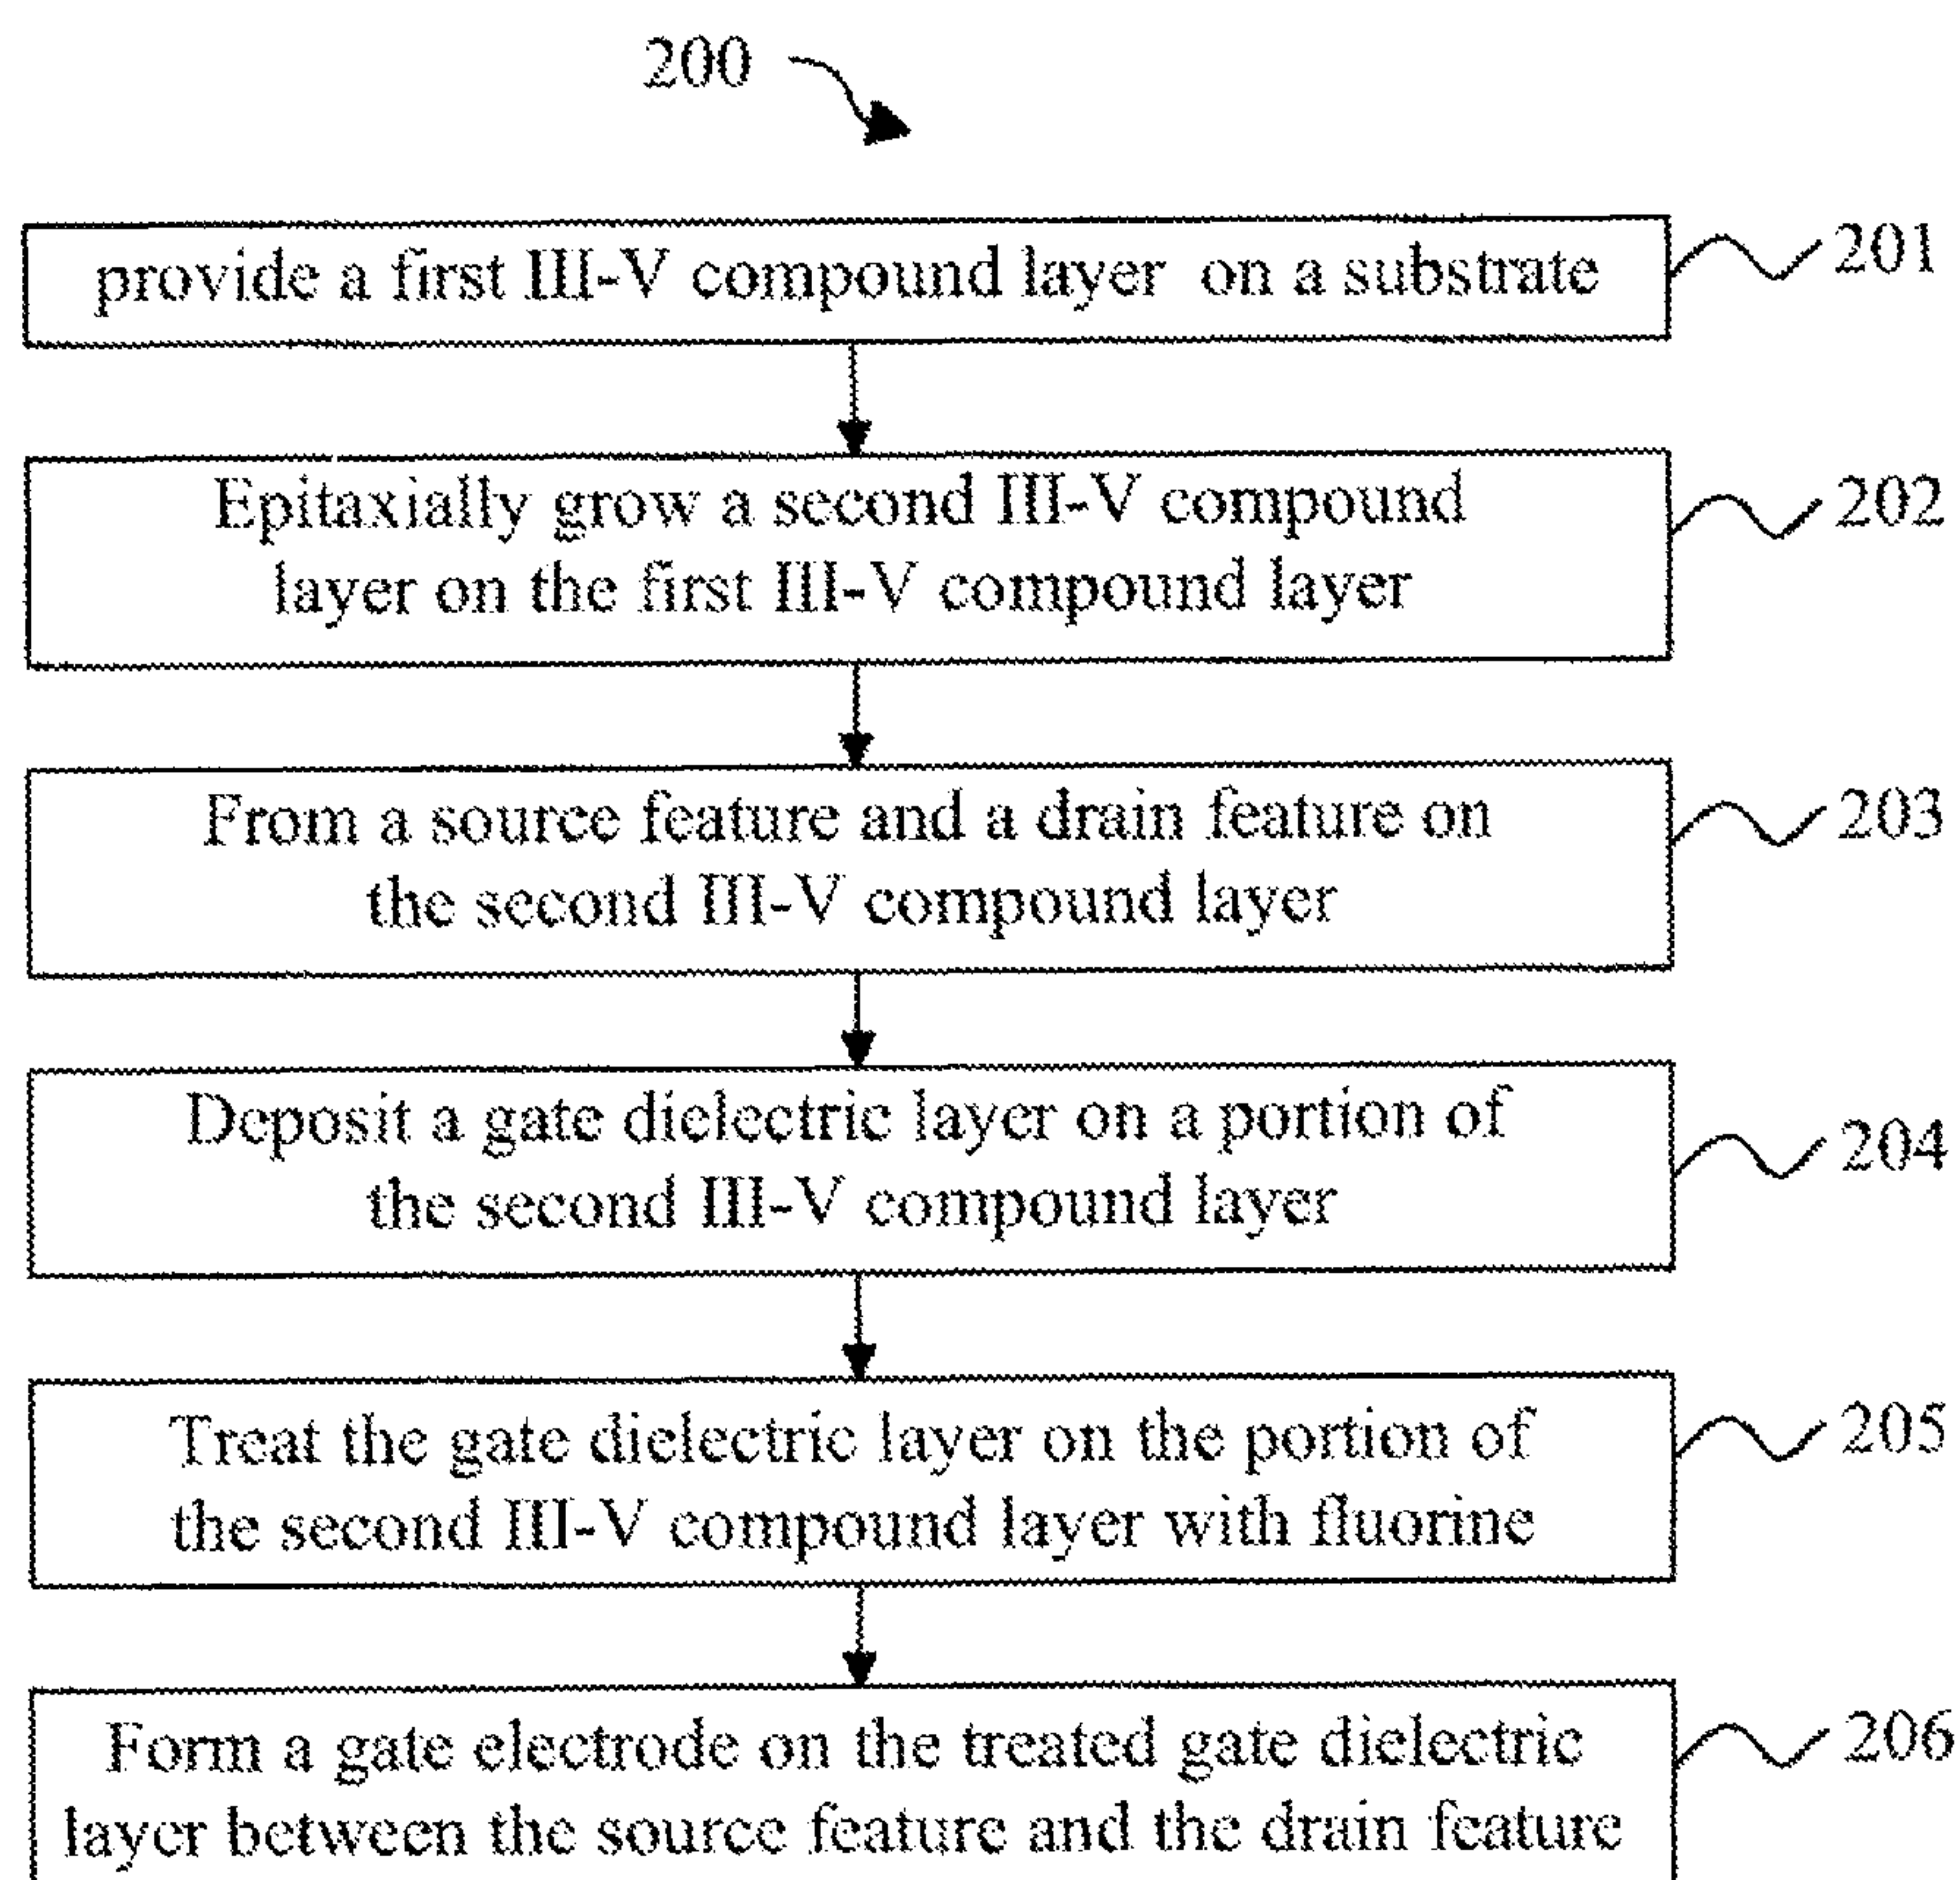 200
provide a first III-V compound layer on a substrate
201
Epitaxially grow a second III-V compound
layer on the first III-V compound layer
202
From a source feature and a drain feature on
the second III-V compound layer
203
Deposit a gate dielectric layer on a portion of
the second III-V compound layer
204
Treat the gate dielectric layer on the portion of
the second III-V compound layer with fluorine
205
Form a gate electrode on the treated gate dielectric
layer between the source feature and the drain feature
206